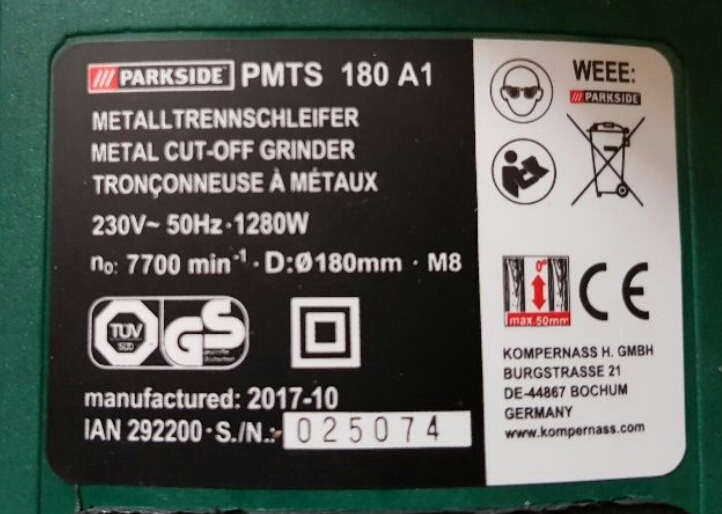 /// PARKSIDE PMTS 180 A1
METALLTRENNSCHLEIFER
METAL CUT-OFF GRINDER
TRONÇONNEUSE À MÉTAUX
230V~ 50Hz · 1280W
n₀: 7700 min⁻¹ · D:Ø180mm · M8
TÜV
SÜD
GS
manufactured: 2017-10
IAN 292200 · S./N.: 025074
WEEE:
/// PARKSIDE
0°
max.50mm
CE
KOMPERNASS H. GMBH
BURGSTRASSE 21
DE-44867 BOCHUM
GERMANY
www.kompernass.com